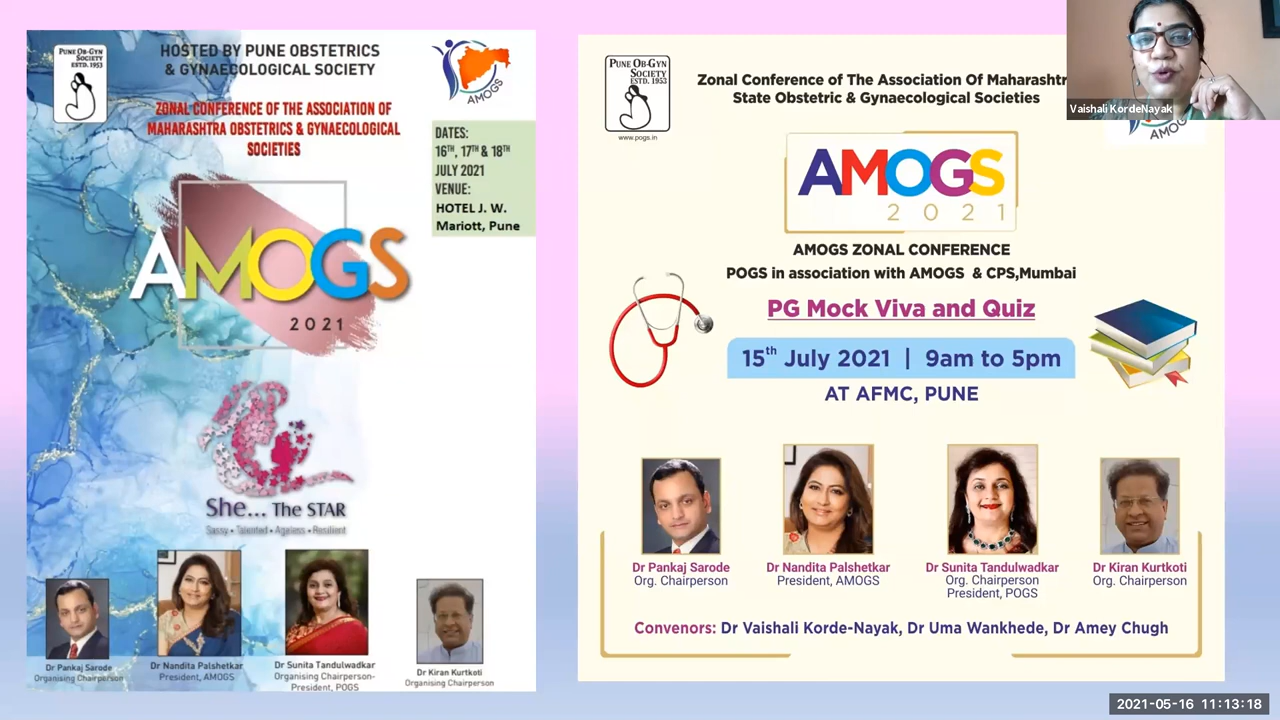 PUNE OB-GYN
SOCIETY
ESTD. 1953
HOSTED BY PUNE OBSTETRICS
& GYNAECOLOGICAL SOCIETY
AMOGS
ZONAL CONFERENCE OF THE ASSOCIATION OF
MAHARASHTRA OBSTETRICS & GYNAECOLOGICAL
SOCIETIES
DATES:
16TH, 17TH & 18TH
JULY 2021
VENUE:
HOTEL J. W.
Mariott, Pune
AMOGS
2021
She... The STAR
Sassy • Talented • Ageless • Resilient
Dr Pankaj Sarode
Organising Chairperson
Dr Nandita Palshetkar
President, AMOGS
Dr Sunita Tandulwadkar
Organising Chairperson-
President, POGS
Dr Kiran Kurtkoti
Organising Chairperson
PUNE OB-GYN
SOCIETY
ESTD. 1953
www.pogs.in
Zonal Conference of The Association Of Maharashtr
State Obstetric & Gynaecological Societies
Vaishali KordeNayak
AMOG
AMOGS
2021
AMOGS ZONAL CONFERENCE
POGS in association with AMOGS & CPS,Mumbai
PG Mock Viva and Quiz
15th July 2021 | 9am to 5pm
AT AFMC, PUNE
Dr Pankaj Sarode
Org. Chairperson
Dr Nandita Palshetkar
President, AMOGS
Dr Sunita Tandulwadkar
Org. Chairperson
President, POGS
Dr Kiran Kurtkoti
Org. Chairperson
Convenors: Dr Vaishali Korde-Nayak, Dr Uma Wankhede, Dr Amey Chugh
2021-05-16 11:13:18